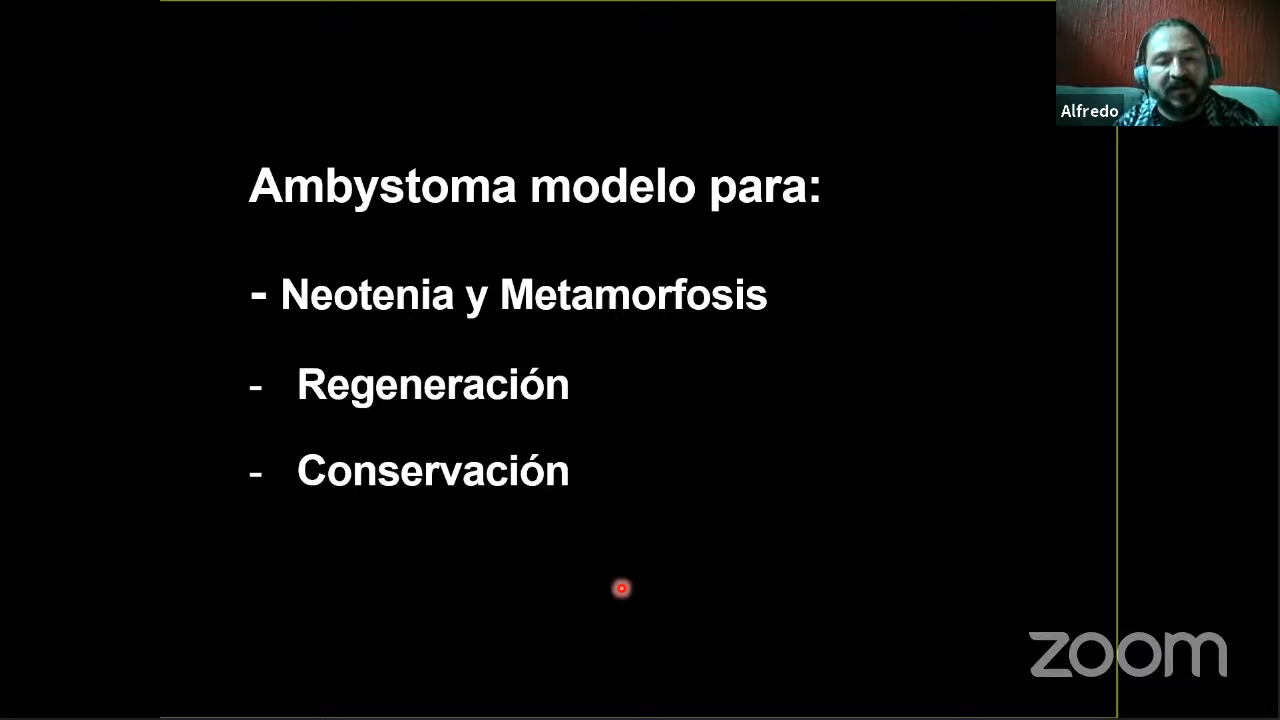 Alfredo
Ambystoma modelo para:
- Neotenia y Metamorfosis
- Regeneración
- Conservación
zoom